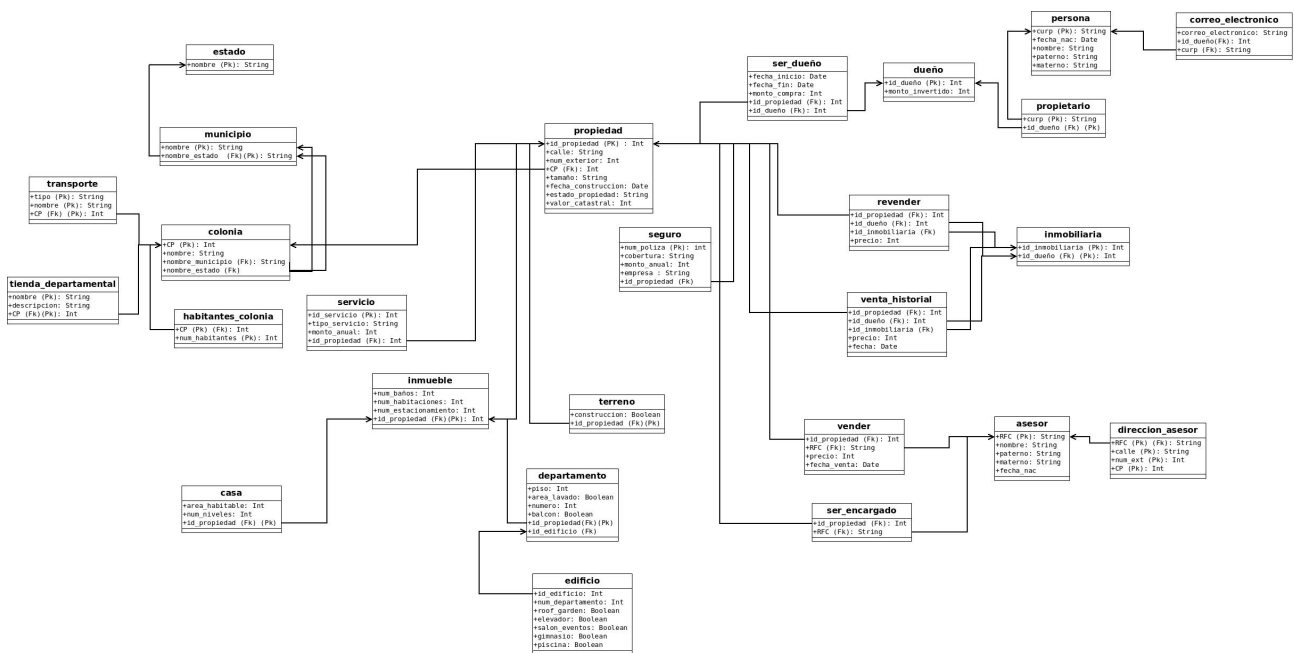 estado
+nombre (Pk): String
municipio
+nombre (Pk): String
+nombre_estado  (Fk)(Pk): String
transporte
+tipo (Pk): String
+nombre (Pk): String
+CP (Fk) (Pk): Int
colonia
+CP (Pk): Int
+nombre: String
+nombre_municipio (Fk): String
+nombre_estado (Fk)
tienda_departamental
+nombre (Pk): String
+descripcion: String
+CP (Fk)(Pk): Int
habitantes_colonia
+CP (Pk) (Fk): Int
+num_habitantes (Pk): Int
servicio
+id_servicio (Pk): Int
+tipo_servicio: String
+monto_anual: Int
+id_propiedad (Fk): Int
inmueble
+num_baños: Int
+num_habitaciones: Int
+num_estacionamiento: Int
+id_propiedad (Fk)(Pk): Int
casa
+area_habitable: Int
+num_niveles: Int
+id_propiedad (Fk) (Pk)
propiedad
+id_propiedad (PK) : Int
+calle: String
+num_exterior: Int
+CP (Fk): Int
+tamaño: String
+fecha_construccion: Date
+estado_propiedad: String
+valor_catastral: Int
seguro
+num_poliza (Pk): int
+cobertura: String
+monto_anual: Int
+empresa : String
+id_propiedad (Fk)
terreno
+construccion: Boolean
+id_propiedad (Fk)(Pk)
departamento
+piso: Int
+area_lavado: Boolean
+numero: Int
+balcon: Boolean
+id_propiedad(Fk)(Pk)
+id_edificio (Fk)
edificio
+id_edificio: Int
+num_departamento: Int
+roof_garden: Boolean
+elevador: Boolean
+salon_eventos: Boolean
+gimnasio: Boolean
+piscina: Boolean
ser_dueño
+fecha_inicio: Date
+fecha_fin: Date
+monto_compra: Int
+id_propiedad (Fk): Int
+id_dueño (Fk): Int
dueño
+id_dueño (Pk): Int
+monto_invertido: Int
persona
+curp (Pk): String
+fecha_nac: Date
+nombre: String
+paterno: String
+materno: String
correo_electronico
+correo_electronico: String
+id_dueño(Fk): Int
+curp (Fk): String
propietario
+curp (Pk): String
+id_dueño (Fk) (Pk)
revender
+id_propiedad (Fk): Int
+id_dueño (Fk): Int
+id_inmobiliaria (Fk)
+precio: Int
inmobiliaria
+id_inmobiliaria (Pk): Int
+id_dueño (Fk) (Pk): Int
venta_historial
+id_propiedad (Fk): Int
+id_dueño (Fk): Int
+id_inmobiliaria (Fk)
+precio: Int
+fecha: Date
vender
+id_propiedad (Fk): Int
+RFC (Fk): String
+precio: Int
+fecha_venta: Date
asesor
+RFC (Pk): String
+nombre: String
+paterno: String
+materno: String
+fecha_nac
direccion_asesor
+RFC (Pk) (Fk): String
+calle (Pk): String
+num_ext (Pk): Int
+CP (Pk): Int
ser_encargado
+id_propiedad (Fk): Int
+RFC (Fk): String